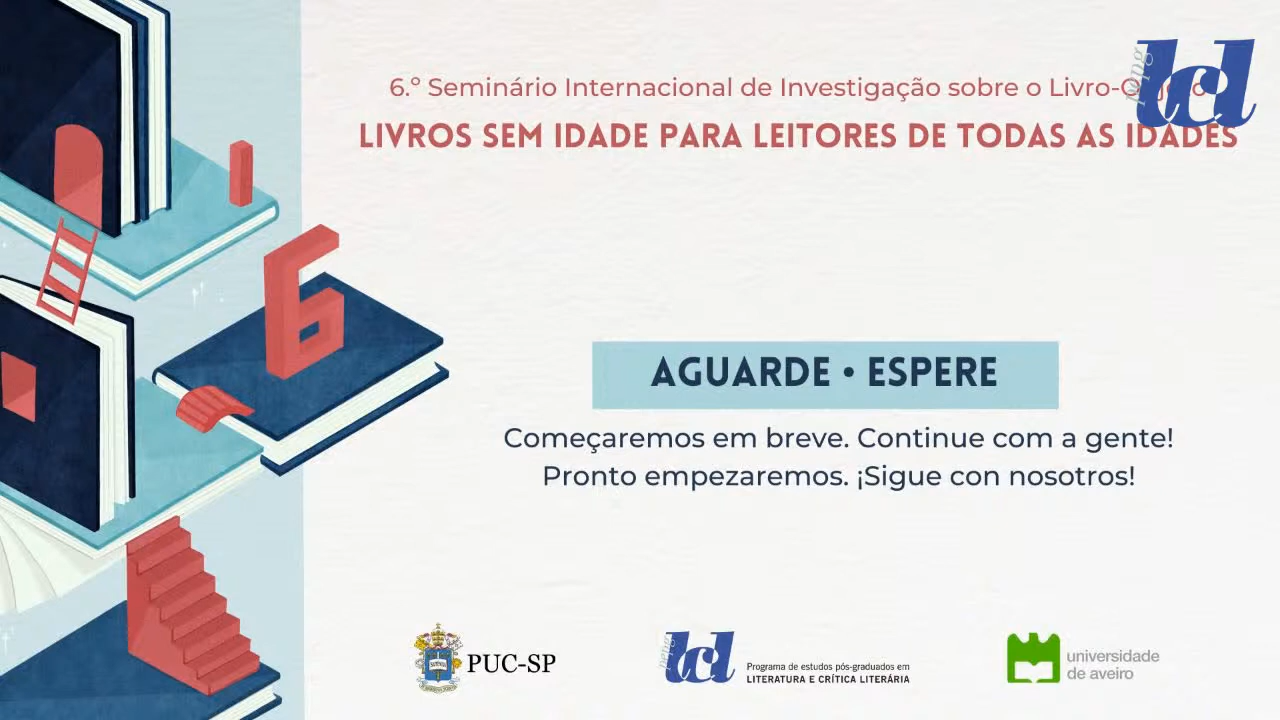 6.º Seminário Internacional de Investigação sobre o Livro-
LIVROS SEM IDADE PARA LEITORES DE TODAS AS IDADES
lcl
6
AGUARDE • ESPERE
Começaremos em breve. Continue com a gente!
Pronto empezaremos. ¡Sigue con nosotros!
PUC-SP
lcl
Programa de estudos pós-graduados em
LITERATURA E CRÍTICA LITERÁRIA
universidade
de aveiro